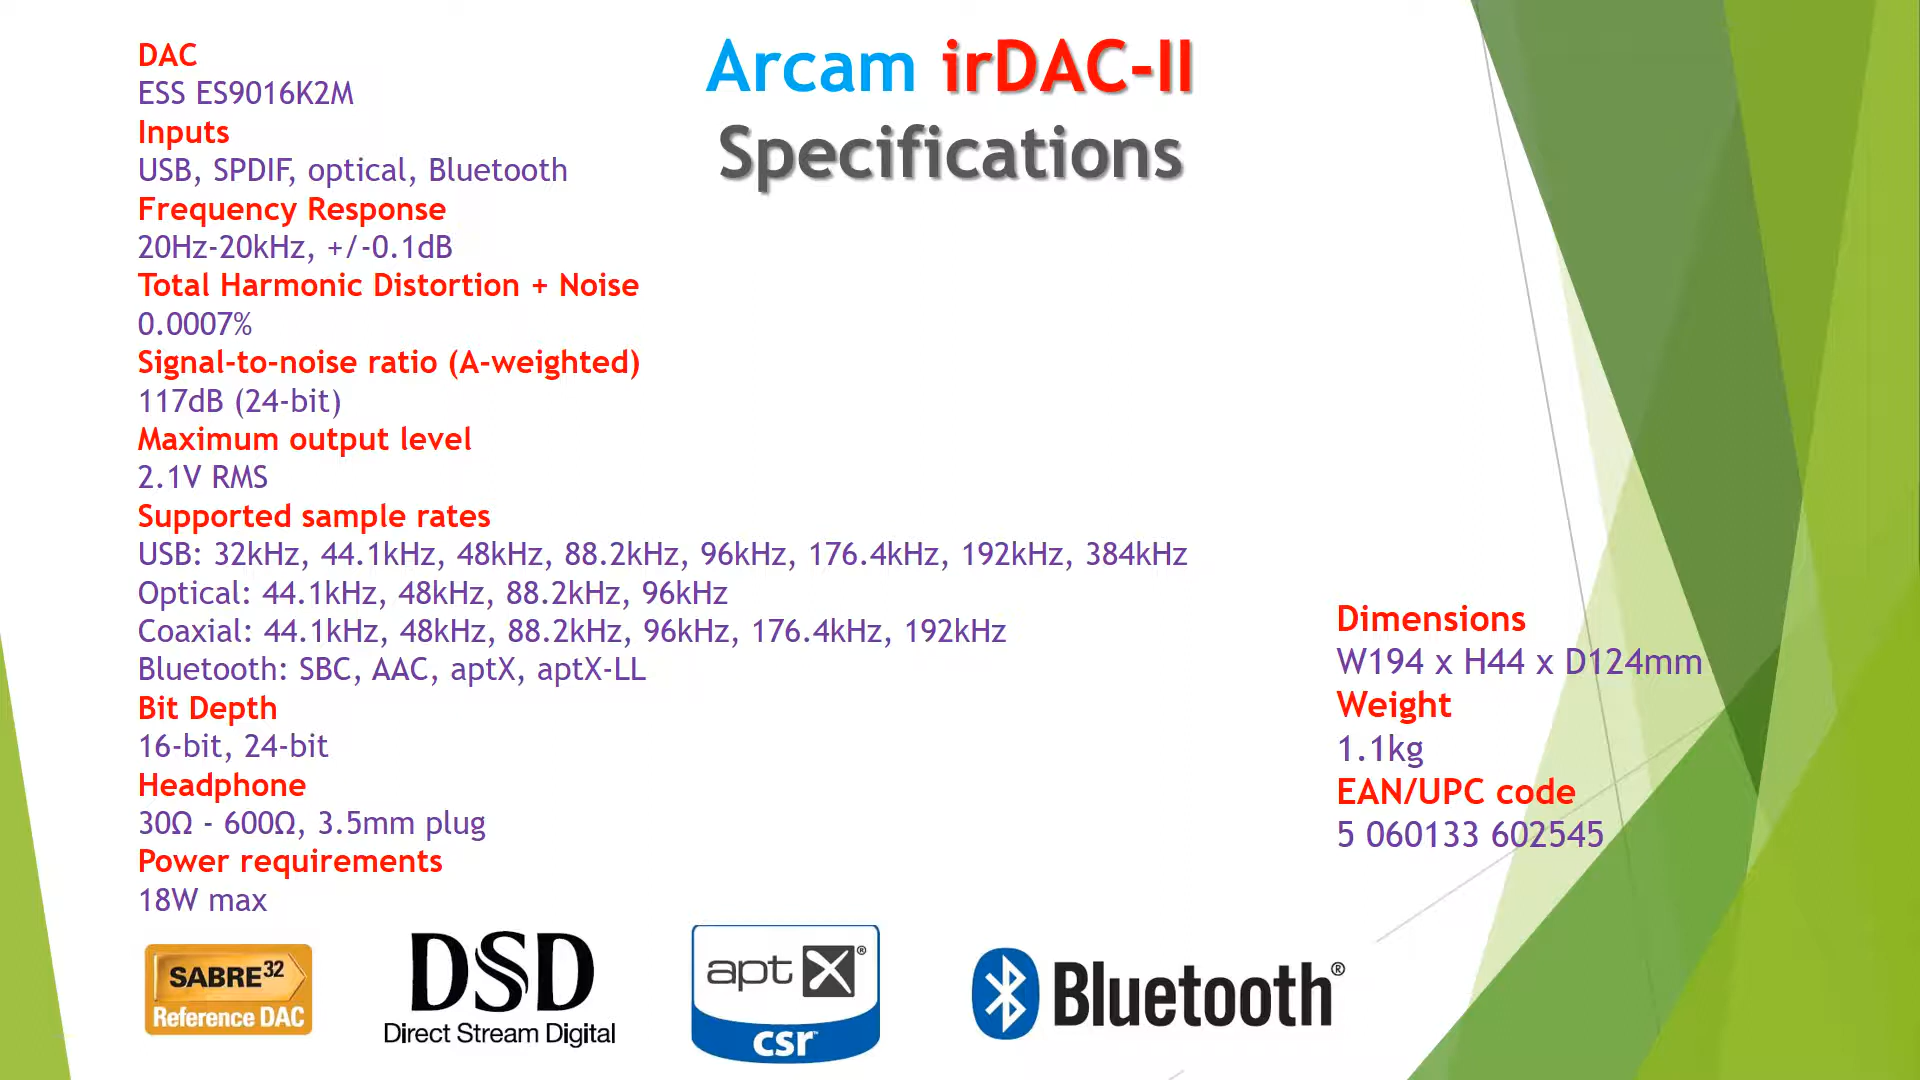 Arcam irDAC-II
Specifications
DAC
ESS ES9016K2M
Inputs
USB, SPDIF, optical, Bluetooth
Frequency Response
20Hz-20kHz, +/-0.1dB
Total Harmonic Distortion + Noise
0.0007%
Signal-to-noise ratio (A-weighted)
117dB (24-bit)
Maximum output level
2.1V RMS
Supported sample rates
USB: 32kHz, 44.1kHz, 48kHz, 88.2kHz, 96kHz, 176.4kHz, 192kHz, 384kHz
Optical: 44.1kHz, 48kHz, 88.2kHz, 96kHz
Coaxial: 44.1kHz, 48kHz, 88.2kHz, 96kHz, 176.4kHz, 192kHz
Bluetooth: SBC, AAC, aptX, aptX-LL
Bit Depth
16-bit, 24-bit
Headphone
30Ω - 600Ω, 3.5mm plug
Power requirements
18W max
Dimensions
W194 x H44 x D124mm
Weight
1.1kg
EAN/UPC code
5 060133 602545
SABRE32
Reference DAC
DSD
Direct Stream Digital
aptX®
csr™
Bluetooth®